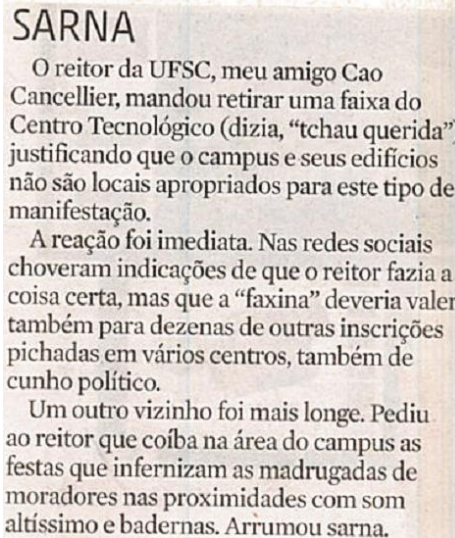 SARNA
O reitor da UFSC, meu amigo Cao
Cancellier, mandou retirar uma faixa do
Centro Tecnológico (dizia, “tchau querida”)
justificando que o campus e seus edifícios
não são locais apropriados para este tipo de
manifestação.
A reação foi imediata. Nas redes sociais
choveram indicações de que o reitor fazia a
coisa certa, mas que a “faxina” deveria valer
também para dezenas de outras inscrições
pichadas em vários centros, também de
cunho político.
Um outro vizinho foi mais longe. Pediu
ao reitor que coíba na área do campus as
festas que infernizam as madrugadas de
moradores nas proximidades com som
altíssimo e badernas. Arrumou sarna.